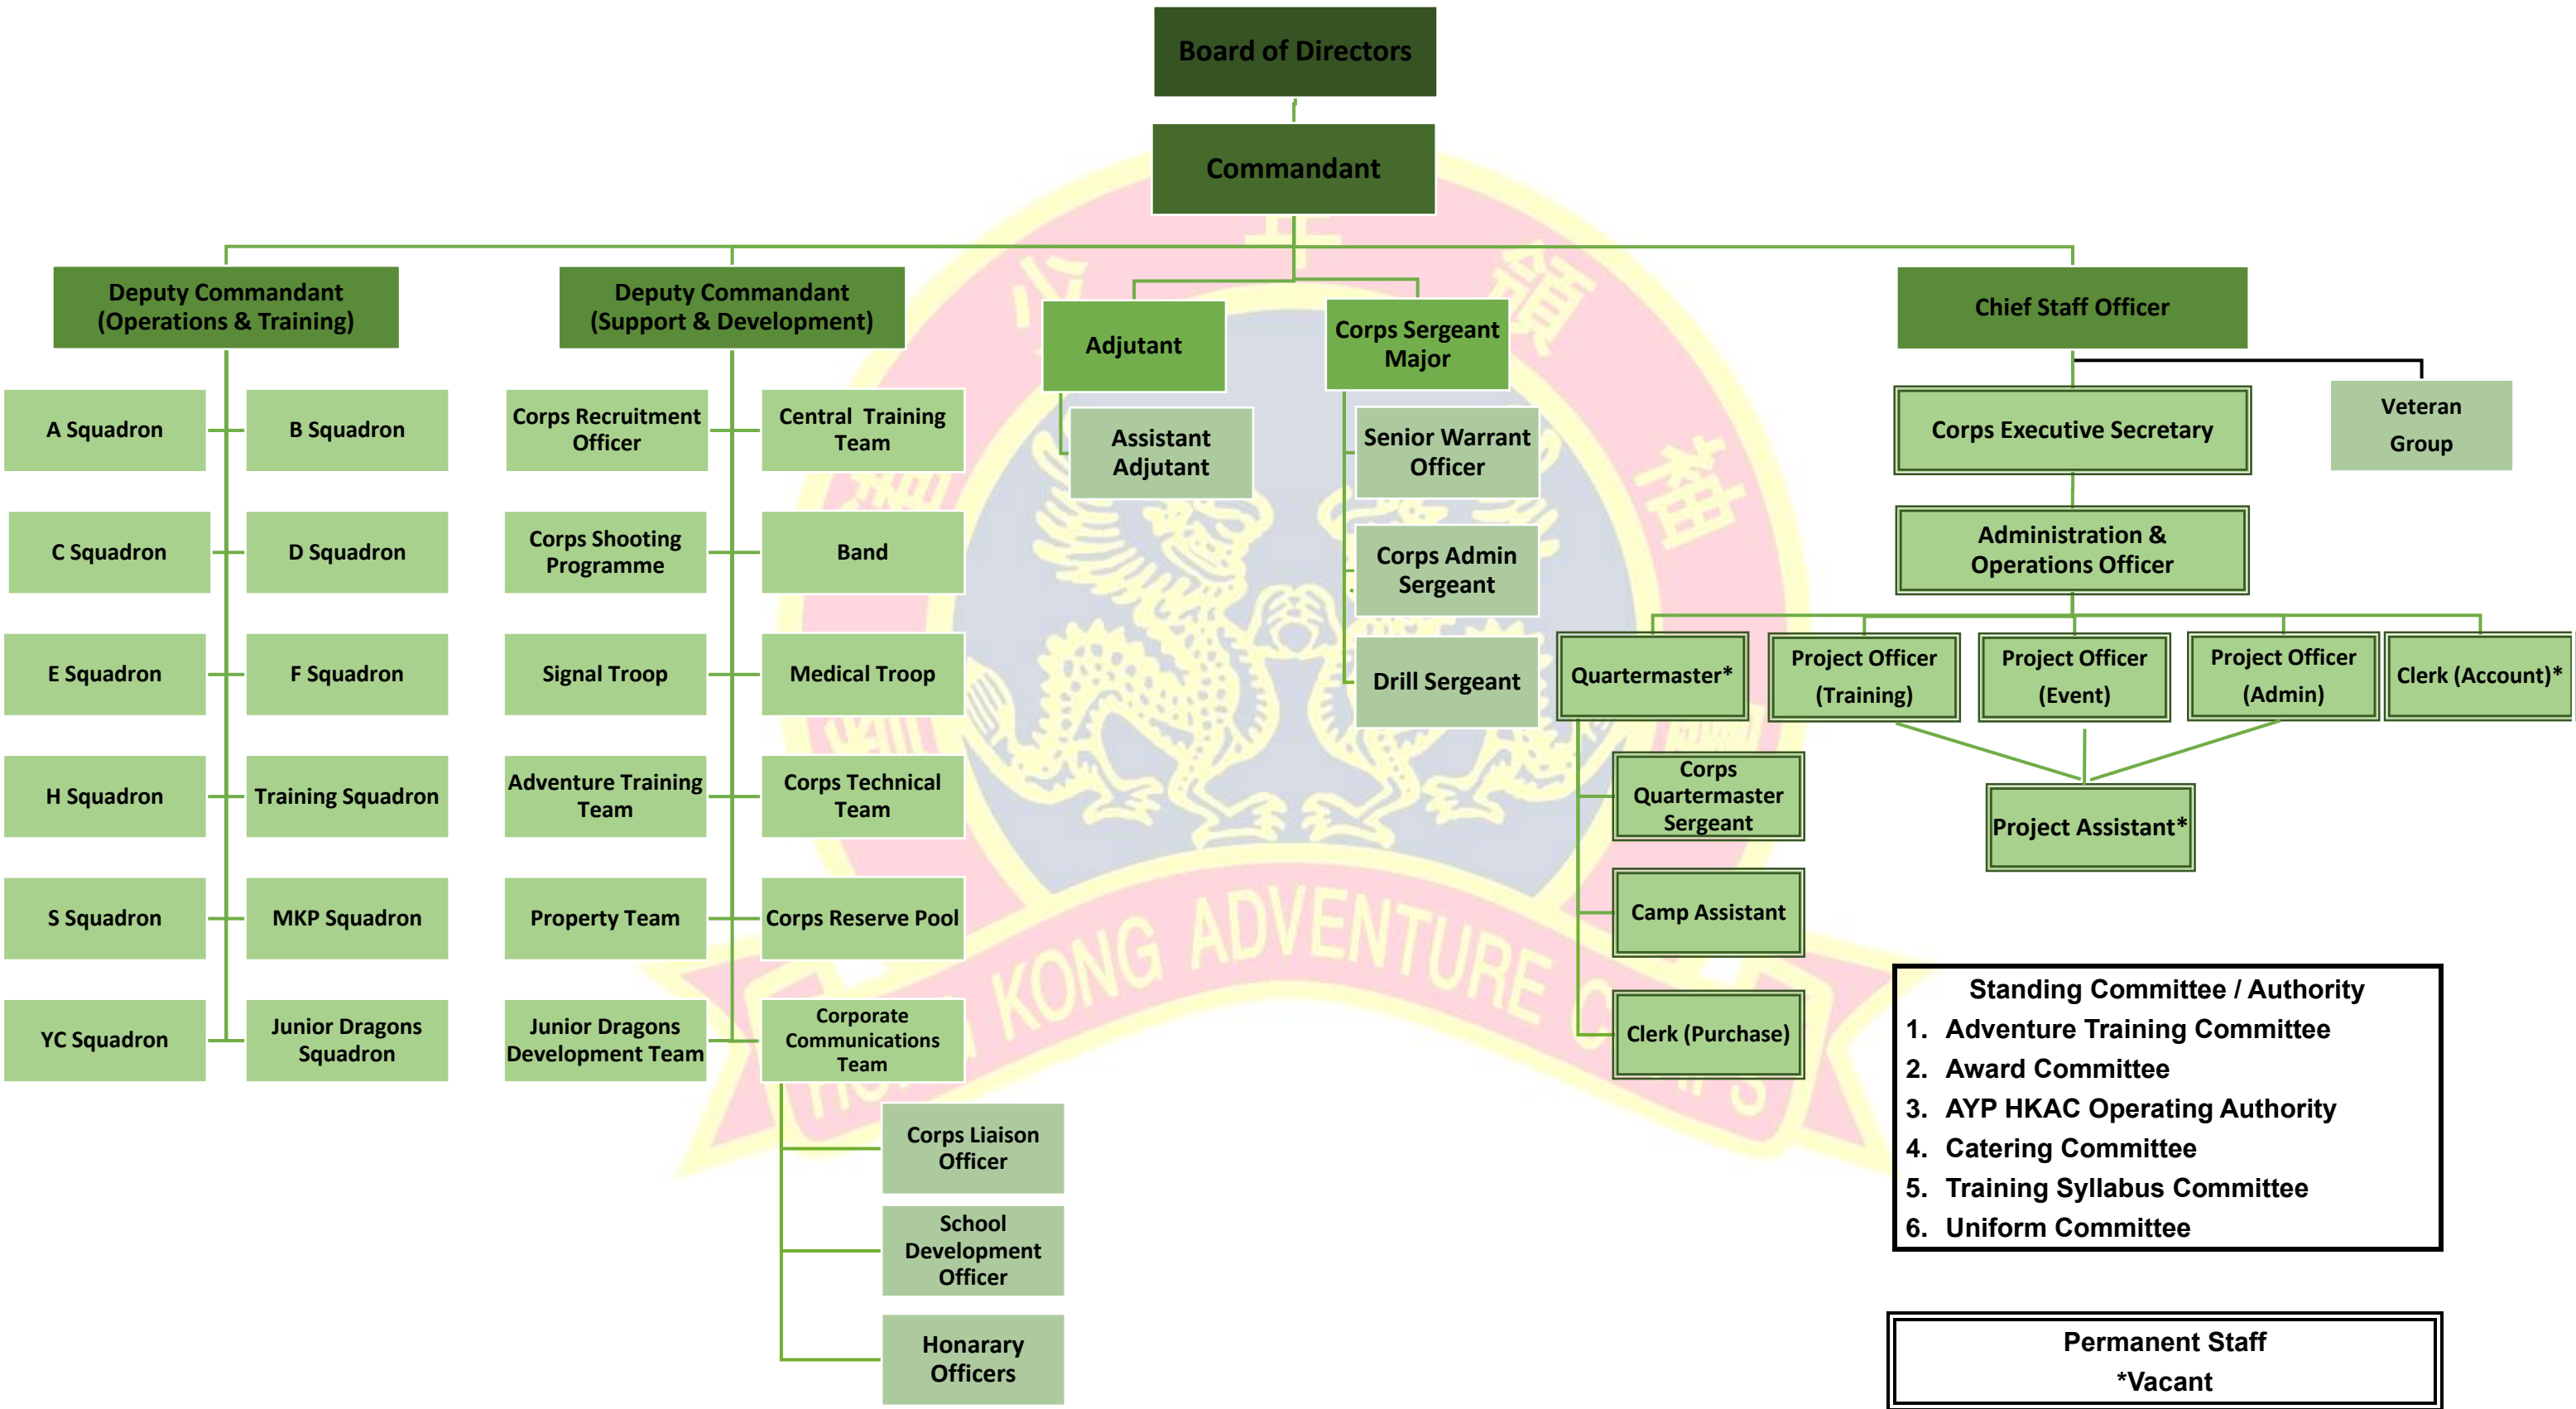 Board of Directors
Commandant
Deputy Commandant
(Operations & Training)
Deputy Commandant
(Support & Development)
Adjutant
Corps Sergeant
Major
Chief Staff Officer
A Squadron
B Squadron
C Squadron
D Squadron
E Squadron
F Squadron
H Squadron
Training Squadron
S Squadron
MKP Squadron
YC Squadron
Junior Dragons
Squadron
Corps Recruitment
Officer
Central Training
Team
Corps Shooting
Programme
Band
Signal Troop
Medical Troop
Adventure Training
Team
Corps Technical
Team
Property Team
Corps Reserve Pool
Junior Dragons
Development Team
Corporate
Communications
Team
Corps Liaison
Officer
School
Development
Officer
Honarary
Officers
Assistant
Adjutant
Senior Warrant
Officer
Corps Admin
Sergeant
Drill Sergeant
Corps Executive Secretary
Veteran
Group
Administration &
Operations Officer
Quartermaster*
Project Officer
(Training)
Project Officer
(Event)
Project Officer
(Admin)
Clerk (Account)*
Corps
Quartermaster
Sergeant
Camp Assistant
Clerk (Purchase)
Project Assistant*
Standing Committee / Authority
1. Adventure Training Committee
2. Award Committee
3. AYP HKAC Operating Authority
4. Catering Committee
5. Training Syllabus Committee
6. Uniform Committee
Permanent Staff
*Vacant
少年領袖
HONG KONG ADVENTURE CORPS